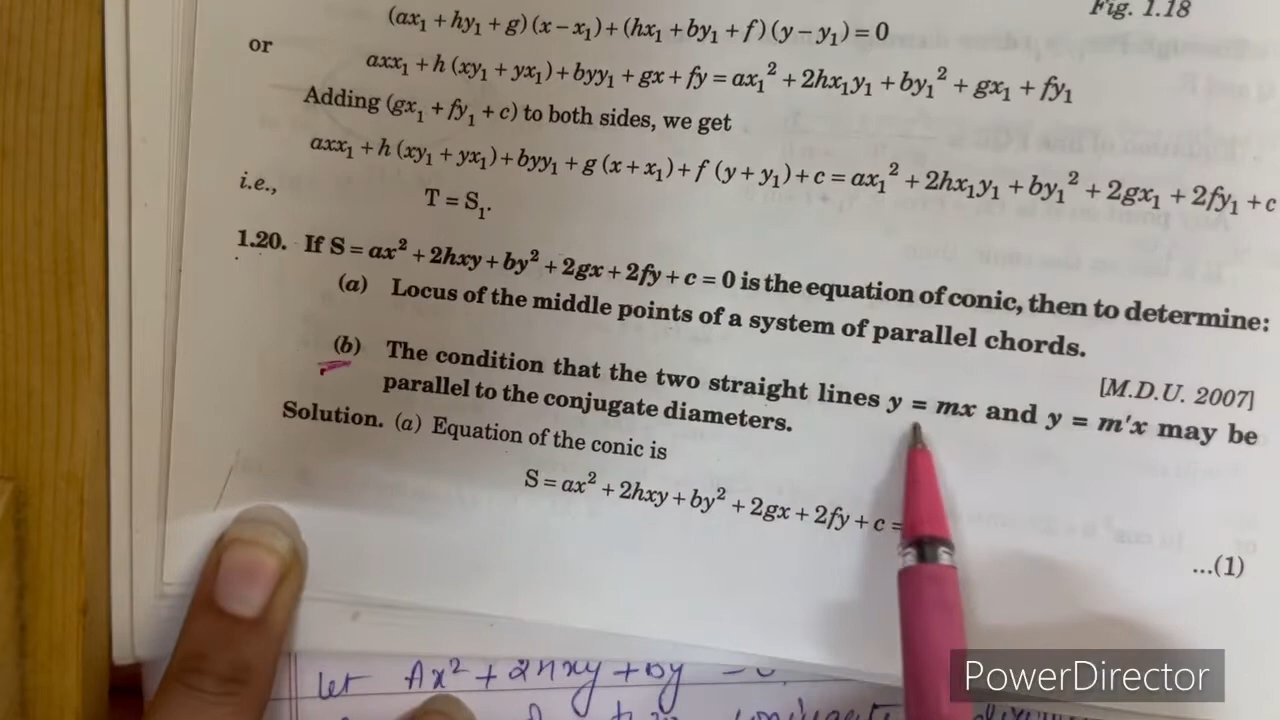 Fig. 1.18
(ax₁ + hy₁ + g) (x – x₁) + (hx₁ + by₁ + f) (y – y₁) = 0
or
axx₁ + h (xy₁ + yx₁) + byy₁ + gx + fy = ax₁² + 2hx₁y₁ + by₁² + gx₁ + fy₁
Adding (gx₁ + fy₁ + c) to both sides, we get
axx₁ + h (xy₁ + yx₁) + byy₁ + g (x + x₁) + f (y + y₁) + c = ax₁² + 2hx₁y₁ + by₁² + 2gx₁ + 2fy₁ + c
i.e.,
T = S₁.
1.20. If S = ax² + 2hxy + by² + 2gx + 2fy + c = 0 is the equation of conic, then to determine:
(a) Locus of the middle points of a system of parallel chords.
[M.D.U. 2007]
(b) The condition that the two straight lines y = mx and y = m'x may be
parallel to the conjugate diameters.
Solution. (a) Equation of the conic is
S = ax² + 2hxy + by² + 2gx + 2fy + c =
...(1)
let Ax² + 2hxy + by
conjugate
PowerDirector